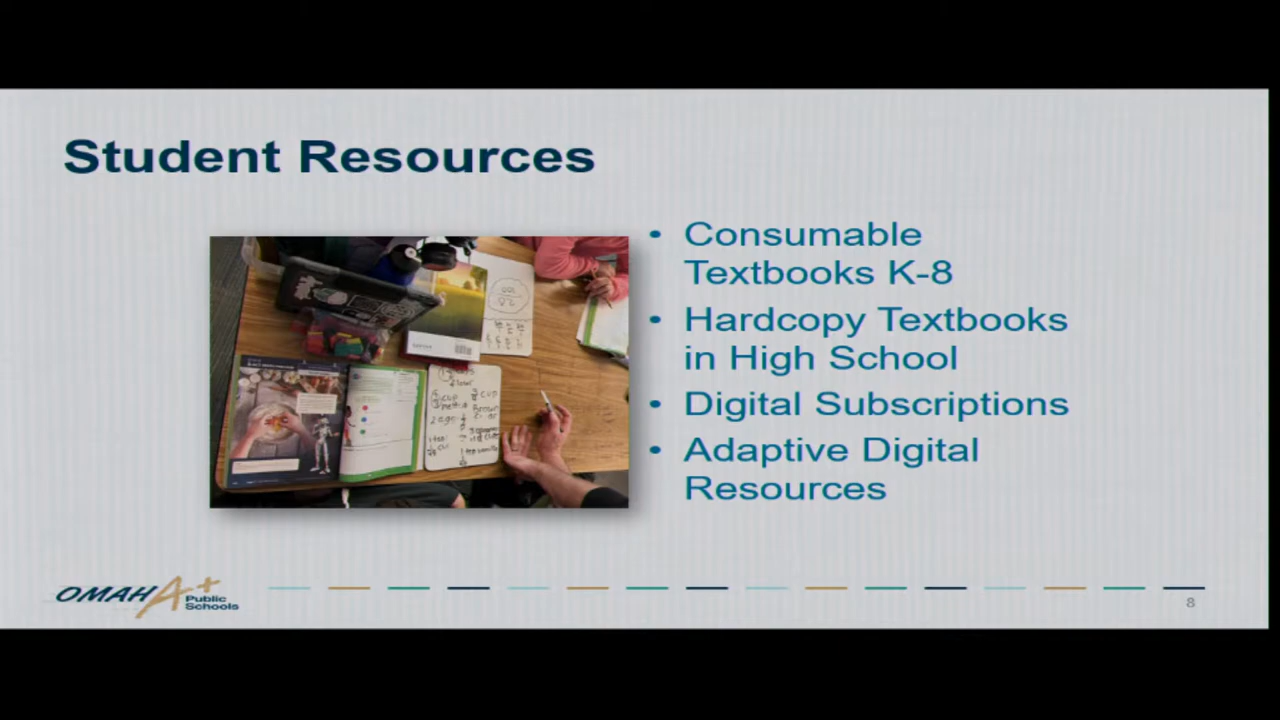 Student Resources
• Consumable
Textbooks K-8
• Hardcopy Textbooks
in High School
• Digital Subscriptions
• Adaptive Digital
Resources
OMAHA+
Public
Schools
8